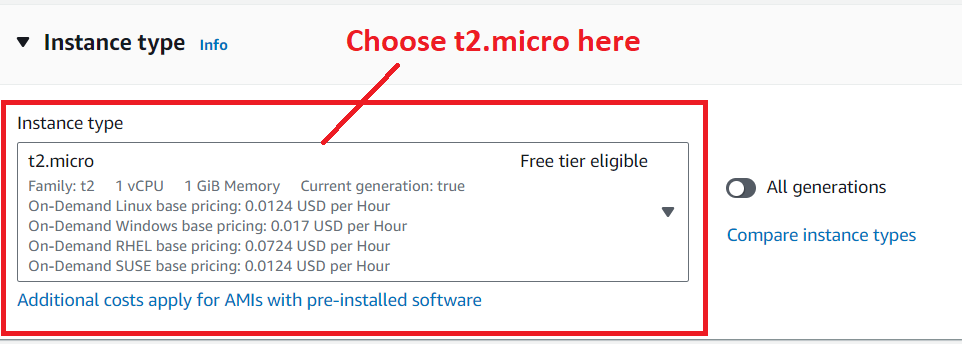 Instance type Info
Choose t2.micro here
Instance type
t2.micro Free tier eligible
Family: t2 1 vCPU 1 GiB Memory Current generation: true
On-Demand Linux base pricing: 0.0124 USD per Hour
On-Demand Windows base pricing: 0.017 USD per Hour
On-Demand RHEL base pricing: 0.0724 USD per Hour
On-Demand SUSE base pricing: 0.0124 USD per Hour
Additional costs apply for AMIs with pre-installed software
All generations
Compare instance types